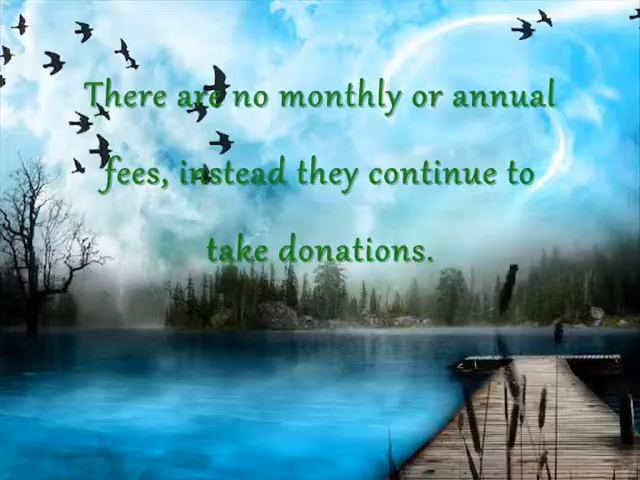 There are no monthly or annual
fees, instead they continue to
take donations.